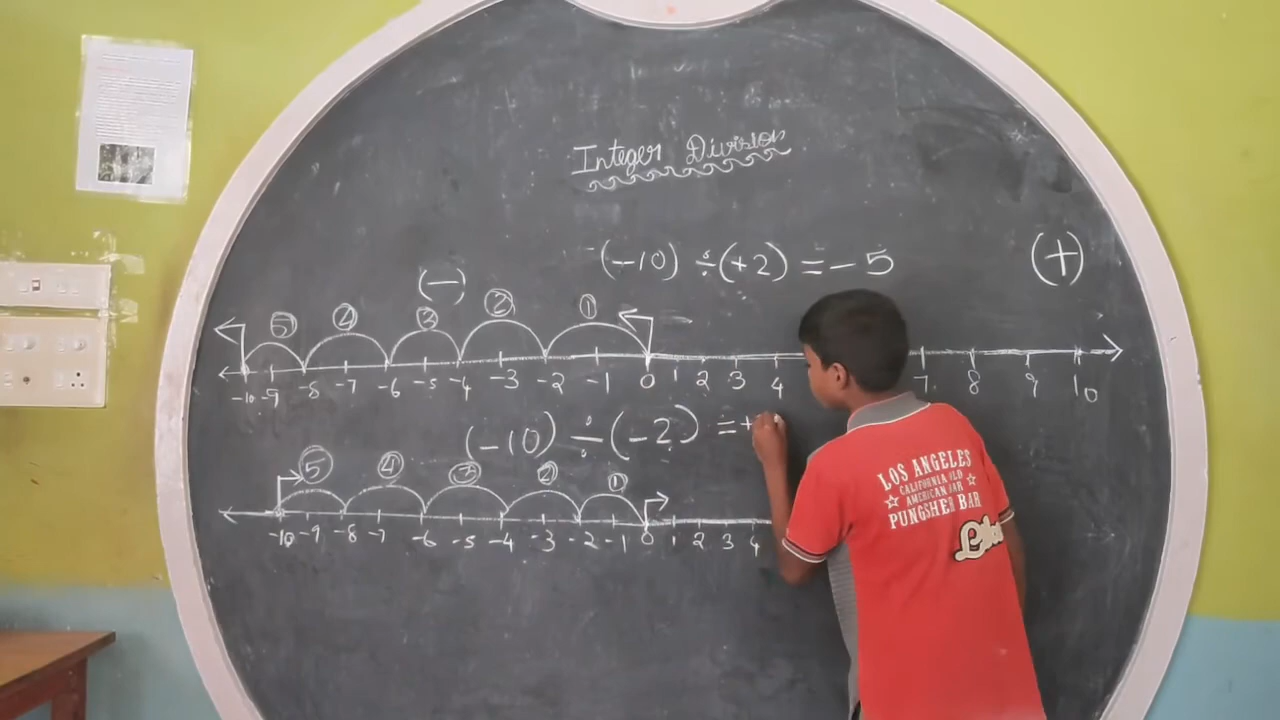 Integer Division
(-10) ÷ (+2) = -5
(+)
(-)
5 4 3 2 1
-10 -9 -8 -7 -6 -5 -4 -3 -2 -1 0 1 2 3 4 7 8 9 10
(-10) ÷ (-2) = +
5 4 3 2 1
-10 -9 -8 -7 -6 -5 -4 -3 -2 -1 0 1 2 3 4
LOS ANGELES
CALIFORNIA
AMERICAN
PUNGSHER BAR